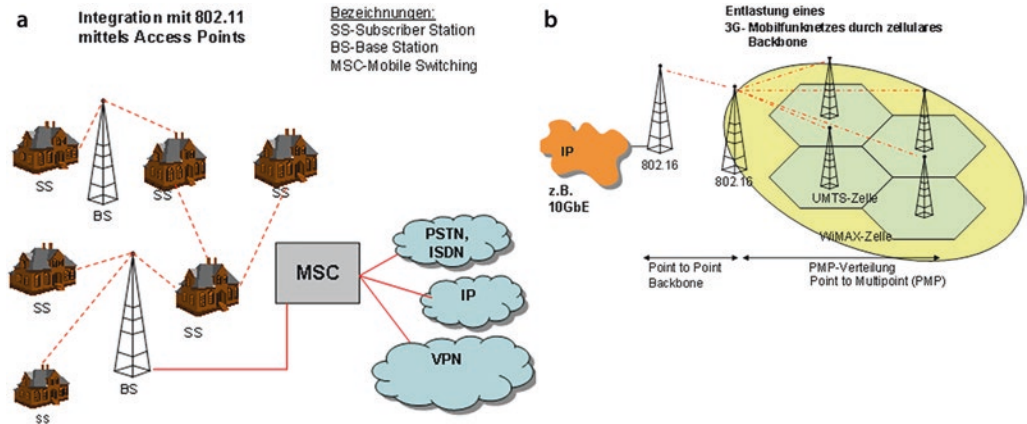 a
Integration mit 802.11
mittels Access Points
Bezeichnungen:
SS-Subscriber Station
BS-Base Station
MSC-Mobile Switching
SS
BS
SS
SS
SS
BS
SS
SS
MSC
PSTN,
ISDN
IP
VPN
b
Entlastung eines
3G- Mobilfunknetzes durch zellulares
Backbone
IP
z.B.
10GbE
802.16
802.16
UMTS-Zelle
WiMAX-Zelle
Point to Point
Backbone
PMP-Verteilung
Point to Multipoint (PMP)